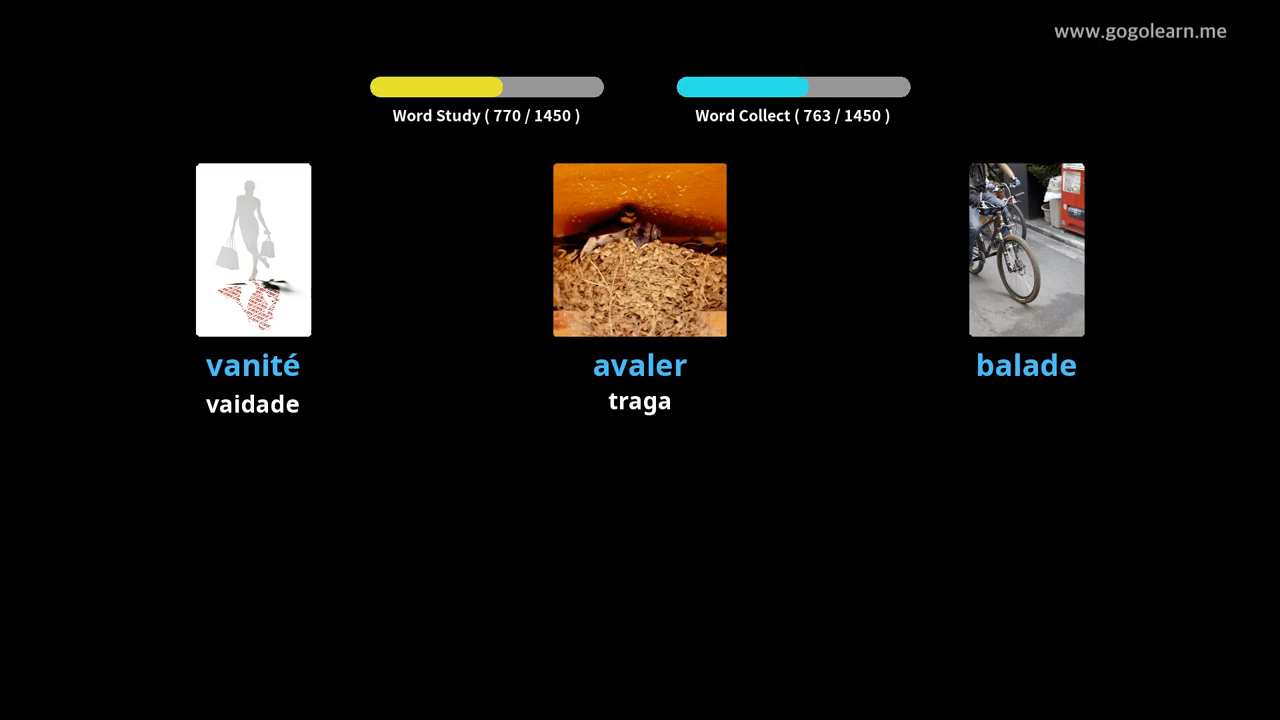 www.gogolearn.me
Word Study ( 770 / 1450 )
Word Collect ( 763 / 1450 )
vanité
avaler
balade
vaidade
traga